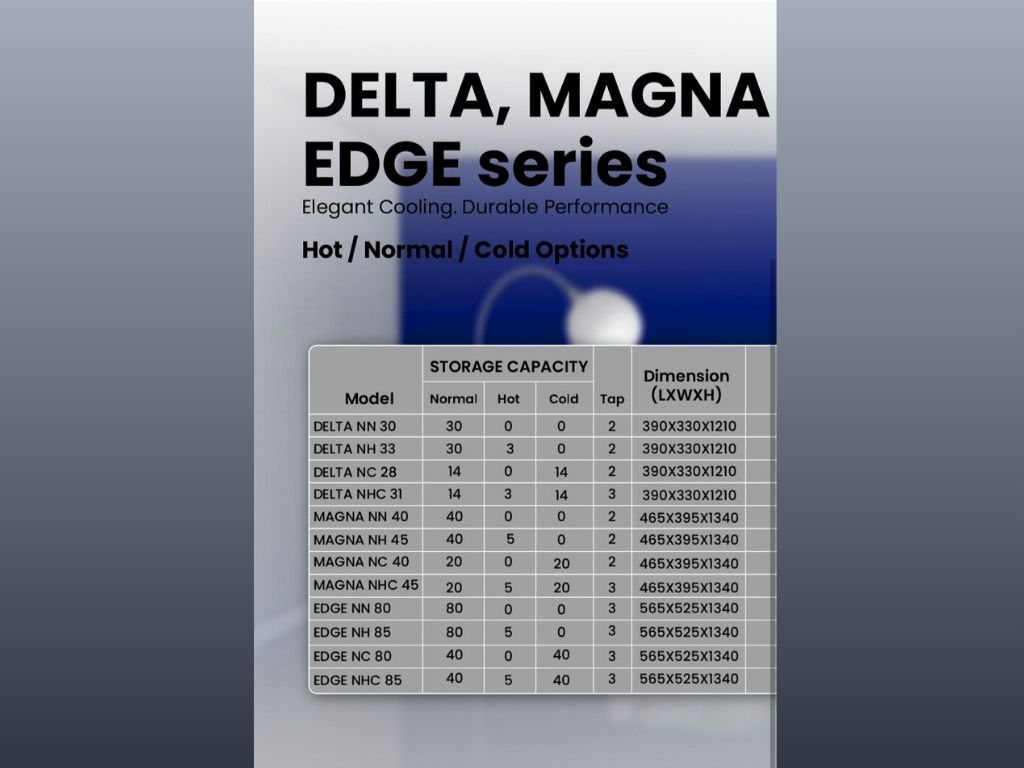 DELTA, MAGNA
EDGE series
Elegant Cooling. Durable Performance
Hot / Normal / Cold Options
STORAGE CAPACITY
Dimension
(LXWXH)
Model Normal Hot Cold Tap
DELTA NN 30 30 0 0 2 390X330X1210
DELTA NH 33 30 3 0 2 390X330X1210
DELTA NC 28 14 0 14 2 390X330X1210
DELTA NHC 31 14 3 14 3 390X330X1210
MAGNA NN 40 40 0 0 2 465X395X1340
MAGNA NH 45 40 5 0 2 465X395X1340
MAGNA NC 40 20 0 20 2 465X395X1340
MAGNA NHC 45 20 5 20 3 465X395X1340
EDGE NN 80 80 0 0 3 565X525X1340
EDGE NH 85 80 5 0 3 565X525X1340
EDGE NC 80 40 0 40 3 565X525X1340
EDGE NHC 85 40 5 40 3 565X525X1340